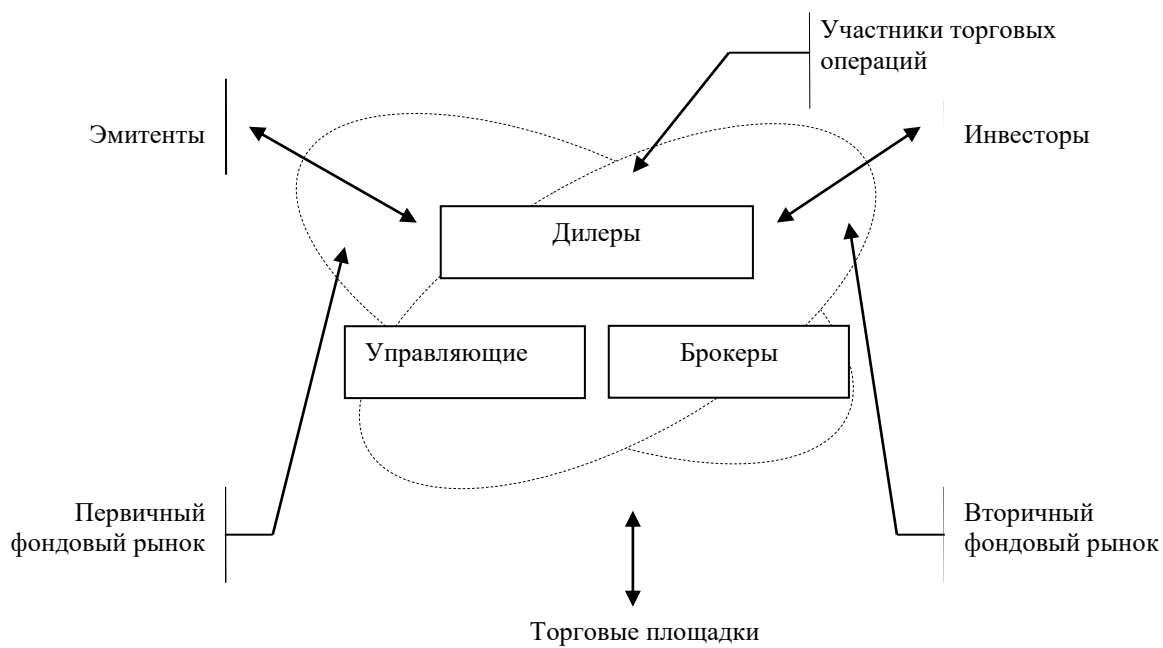 Участники торговых
операций
Эмитенты
Инвесторы
Дилеры
Управляющие
Брокеры
Первичный
фондовый рынок
Вторичный
фондовый рынок
Торговые площадки